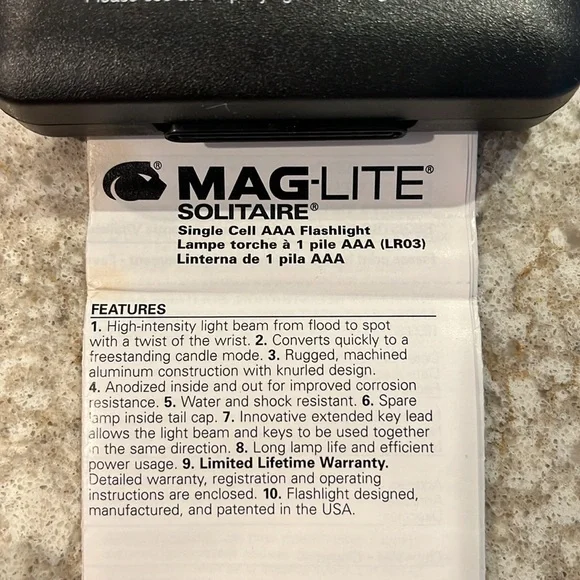 MAG-LITE®
SOLITAIRE®
Single Cell AAA Flashlight
Lampe torche à 1 pile AAA (LR03)
Linterna de 1 pila AAA
FEATURES
1. High-intensity light beam from flood to spot
with a twist of the wrist. 2. Converts quickly to a
freestanding candle mode. 3. Rugged, machined
aluminum construction with knurled design.
4. Anodized inside and out for improved corrosion
resistance. 5. Water and shock resistant. 6. Spare
lamp inside tail cap. 7. Innovative extended key lead
allows the light beam and keys to be used together
in the same direction. 8. Long lamp life and efficient
power usage. 9. Limited Lifetime Warranty.
Detailed warranty, registration and operating
instructions are enclosed. 10. Flashlight designed,
manufactured, and patented in the USA.